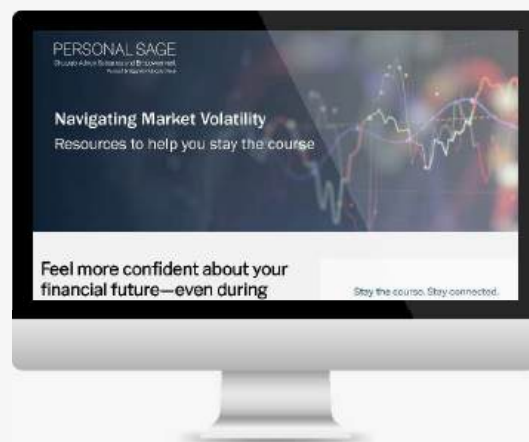 PERSONAL SAGE
Navigating Market Volatility
Resources to help you stay the course
Feel more confident about your
financial future—even during
Stay the course. Stay connected.